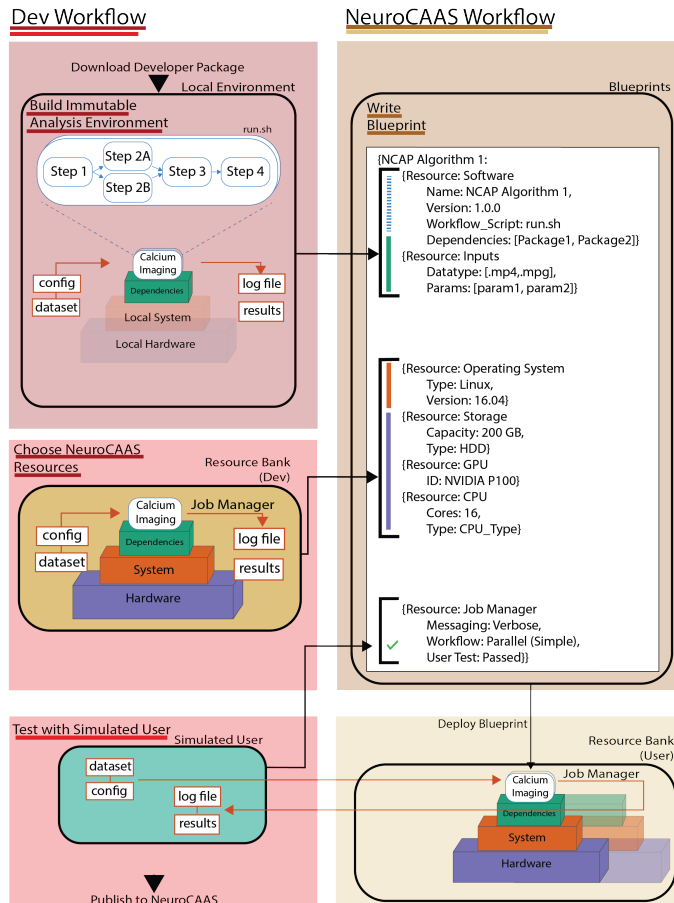 Dev Workflow
Download Developer Package
Local Environment
Build Immutable
Analysis Environment
run.sh
Step 1
Step 2A
Step 2B
Step 3
Step 4
config
dataset
Calcium
Imaging
Dependencies
Local System
Local Hardware
log file
results
Choose NeuroCAAS
Resources
Resource Bank
(Dev)
config
dataset
Calcium
Imaging
Job Manager
Dependencies
System
Hardware
log file
results
Test with Simulated User
Simulated User
dataset
config
log file
results
Publish to NeuroCAAS
NeuroCAAS Workflow
Blueprints
Write
Blueprint
{NCAP Algorithm 1:
{Resource: Software
Name: NCAP Algorithm 1,
Version: 1.0.0
Workflow_Script: run.sh
Dependencies: [Package1, Package2]}
{Resource: Inputs
Datatype: [.mp4,.mpg],
Params: [param1, param2]}
{Resource: Operating System
Type: Linux,
Version: 16.04}
{Resource: Storage
Capacity: 200 GB,
Type: HDD}
{Resource: GPU
ID: NVIDIA P100}
{Resource: CPU
Cores: 16,
Type: CPU_Type}
{Resource: Job Manager
Messaging: Verbose,
Workflow: Parallel (Simple),
User Test: Passed}}
Deploy Blueprint
Resource Bank
(User)
Calcium
Imaging
Job Manager
Dependencies
System
Hardware